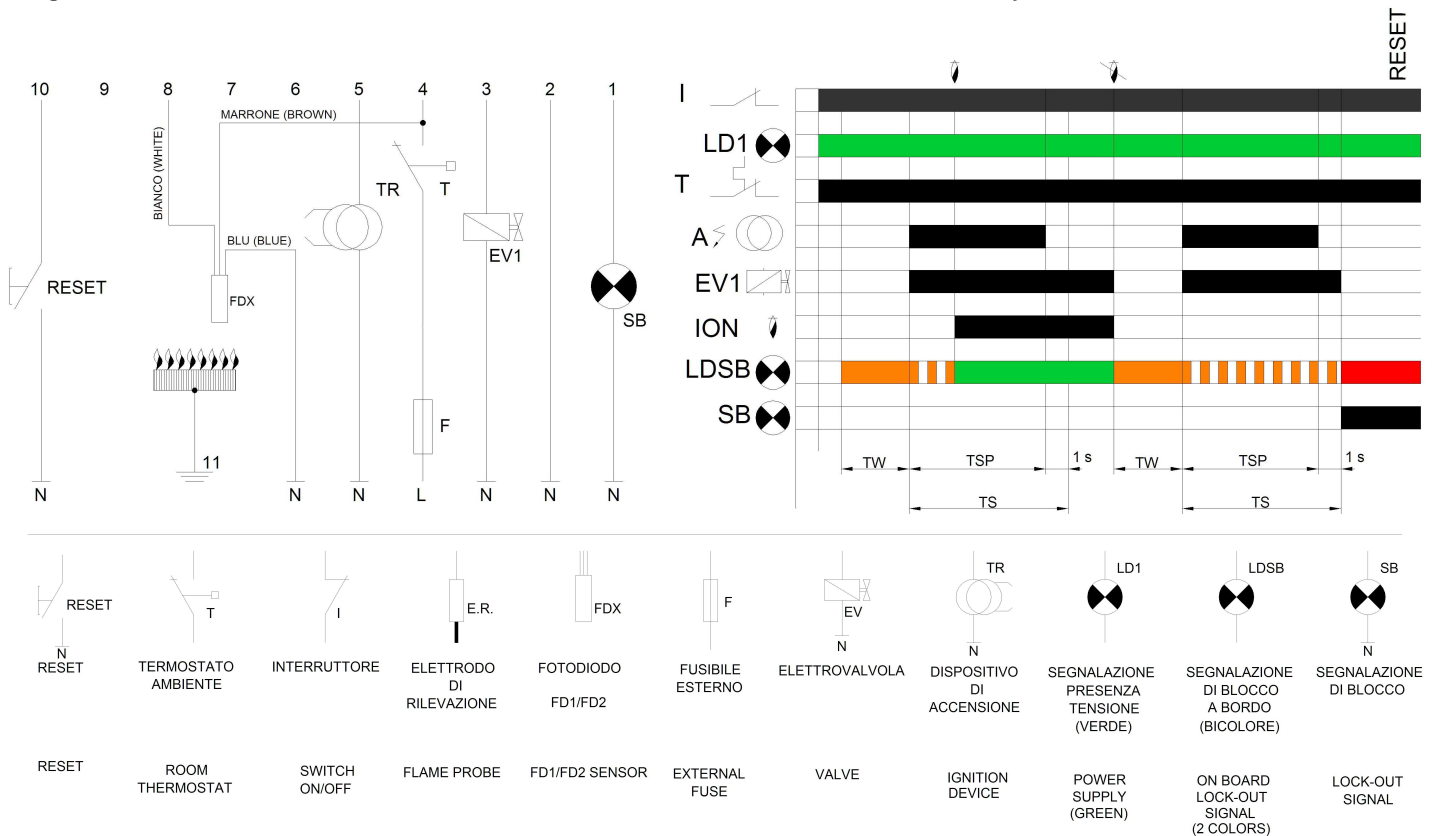 RESET
10 9 8 7 6 5 4 3 2 1
MARRONE (BROWN)
BIANCO (WHITE)
BLU (BLUE)
RESET
FDX
TR
T
EV1
SB
F
11
N
N
N
L
N
N
N
I
LD1
T
A
EV1
ION
LDSB
SB
TW
TSP
1 s
TW
TSP
1 s
TS
TS
RESET
N
RESET
RESET
T
TERMOSTATO
AMBIENTE
ROOM
THERMOSTAT
I
INTERRUTTORE
SWITCH
ON/OFF
E.R.
ELETTRODO
DI
RILEVAZIONE
FLAME PROBE
FDX
FOTODIODO
FD1/FD2
FD1/FD2 SENSOR
F
FUSIBILE
ESTERNO
EXTERNAL
FUSE
EV
N
ELETTROVALVOLA
VALVE
TR
N
DISPOSITIVO
DI
ACCENSIONE
IGNITION
DEVICE
LD1
SEGNALAZIONE
PRESENZA
TENSIONE
(VERDE)
POWER
SUPPLY
(GREEN)
LDSB
SEGNALAZIONE
DI BLOCCO
A BORDO
(BICOLORE)
ON BOARD
LOCK-OUT
SIGNAL
(2 COLORS)
SB
N
SEGNALAZIONE
DI BLOCCO
LOCK-OUT
SIGNAL